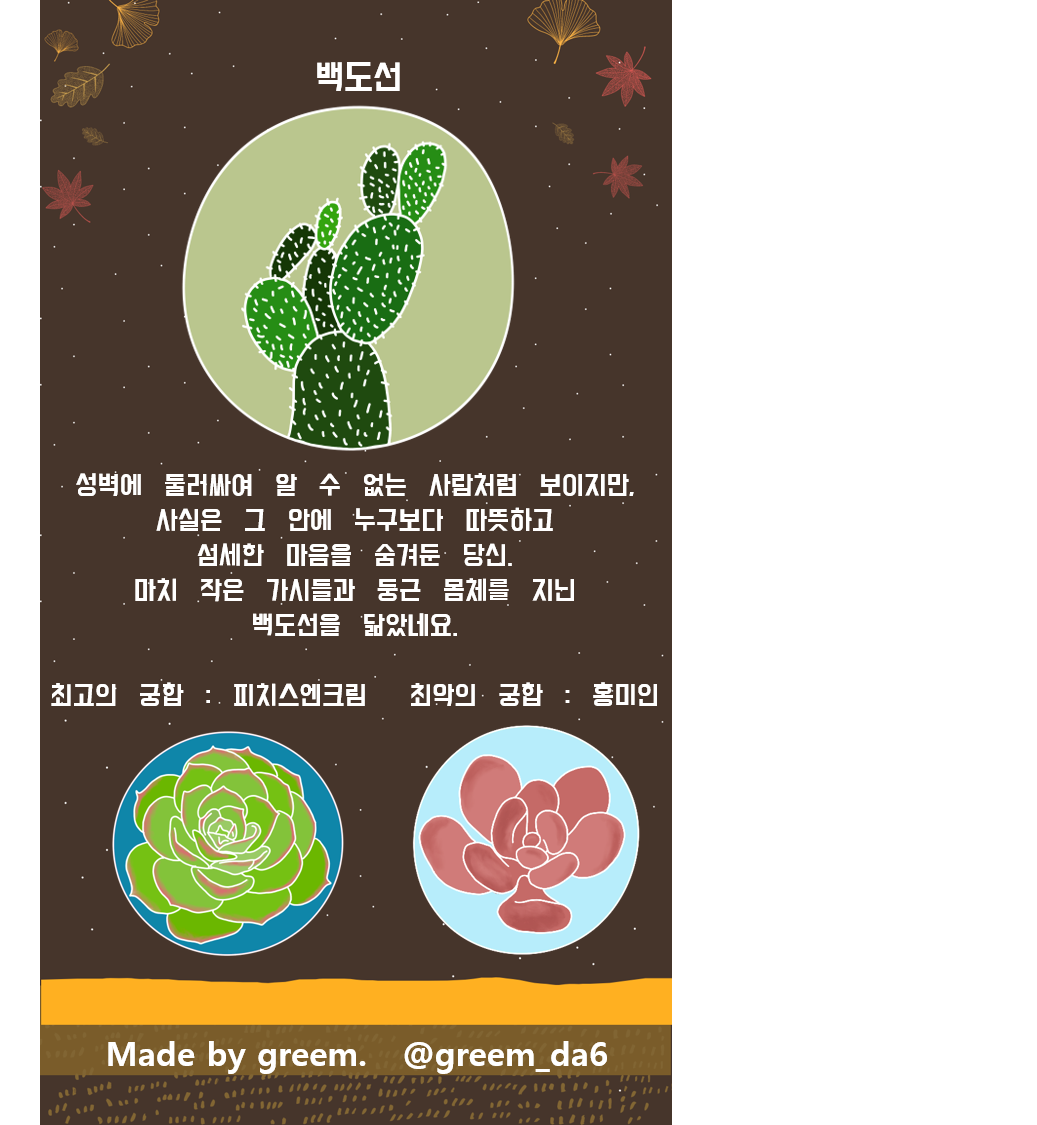 백도선
성벽에 둘러싸여 알 수 없는 사람처럼 보이지만,
사실은 그 안에 누구보다 따뜻하고
섬세한 마음을 숨겨둔 당신.
마치 작은 가시들과 둥근 몸체를 지닌
백도선을 닮았네요.
최고의 궁합 : 피치스엔크림 최악의 궁합 : 홍미인
Made by greem. @greem_da6